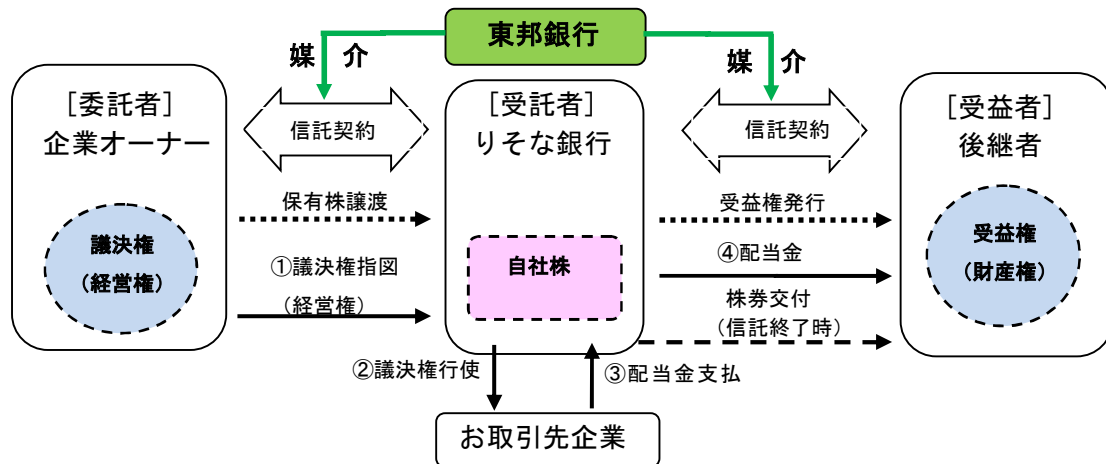 東邦銀行
媒 介
媒 介
［委託者］
企業オーナー
信託契約
［受託者］
りそな銀行
信託契約
［受益者］
後継者
保有株譲渡
受益権発行
議決権
（経営権）
①議決権指図
（経営権）
自社株
④配当金
受益権
（財産権）
株券交付
（信託終了時）
②議決権行使
③配当金支払
お取引先企業